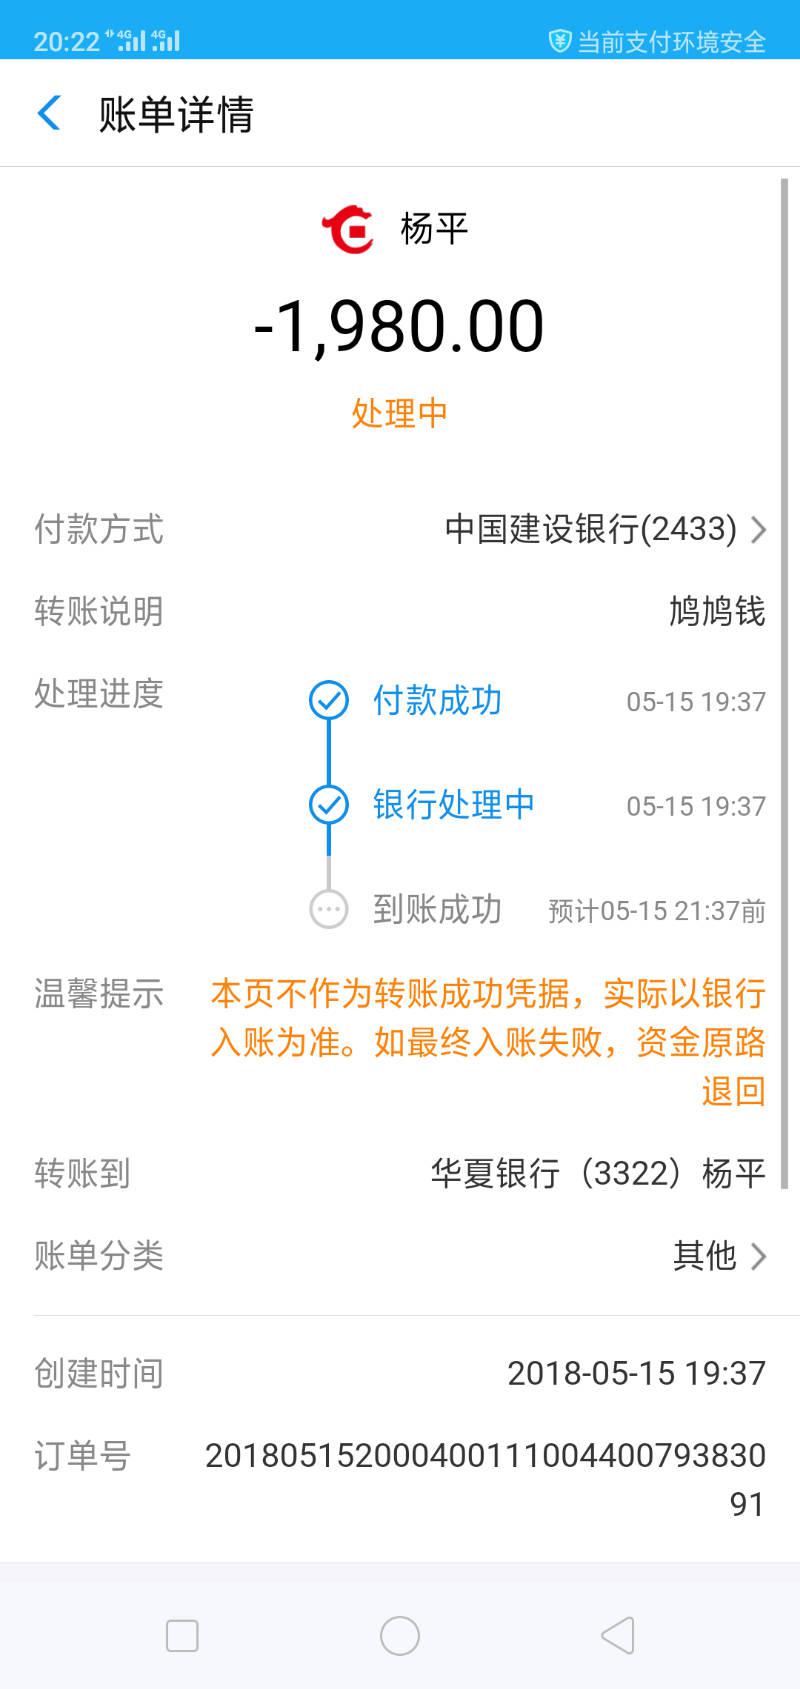 20:22 4G 4G 当前支付环境安全
账单详情
杨平
-1,980.00
处理中
付款方式 中国建设银行(2433)
转账说明 鸠鸠钱
处理进度 付款成功 05-15 19:37
银行处理中 05-15 19:37
到账成功 预计05-15 21:37前
温馨提示 本页不作为转账成功凭据，实际以银行
入账为准。如最终入账失败，资金原路
退回
转账到 华夏银行（3322）杨平
账单分类 其他
创建时间 2018-05-15 19:37
订单号 20180515200040011100440079383​0
91